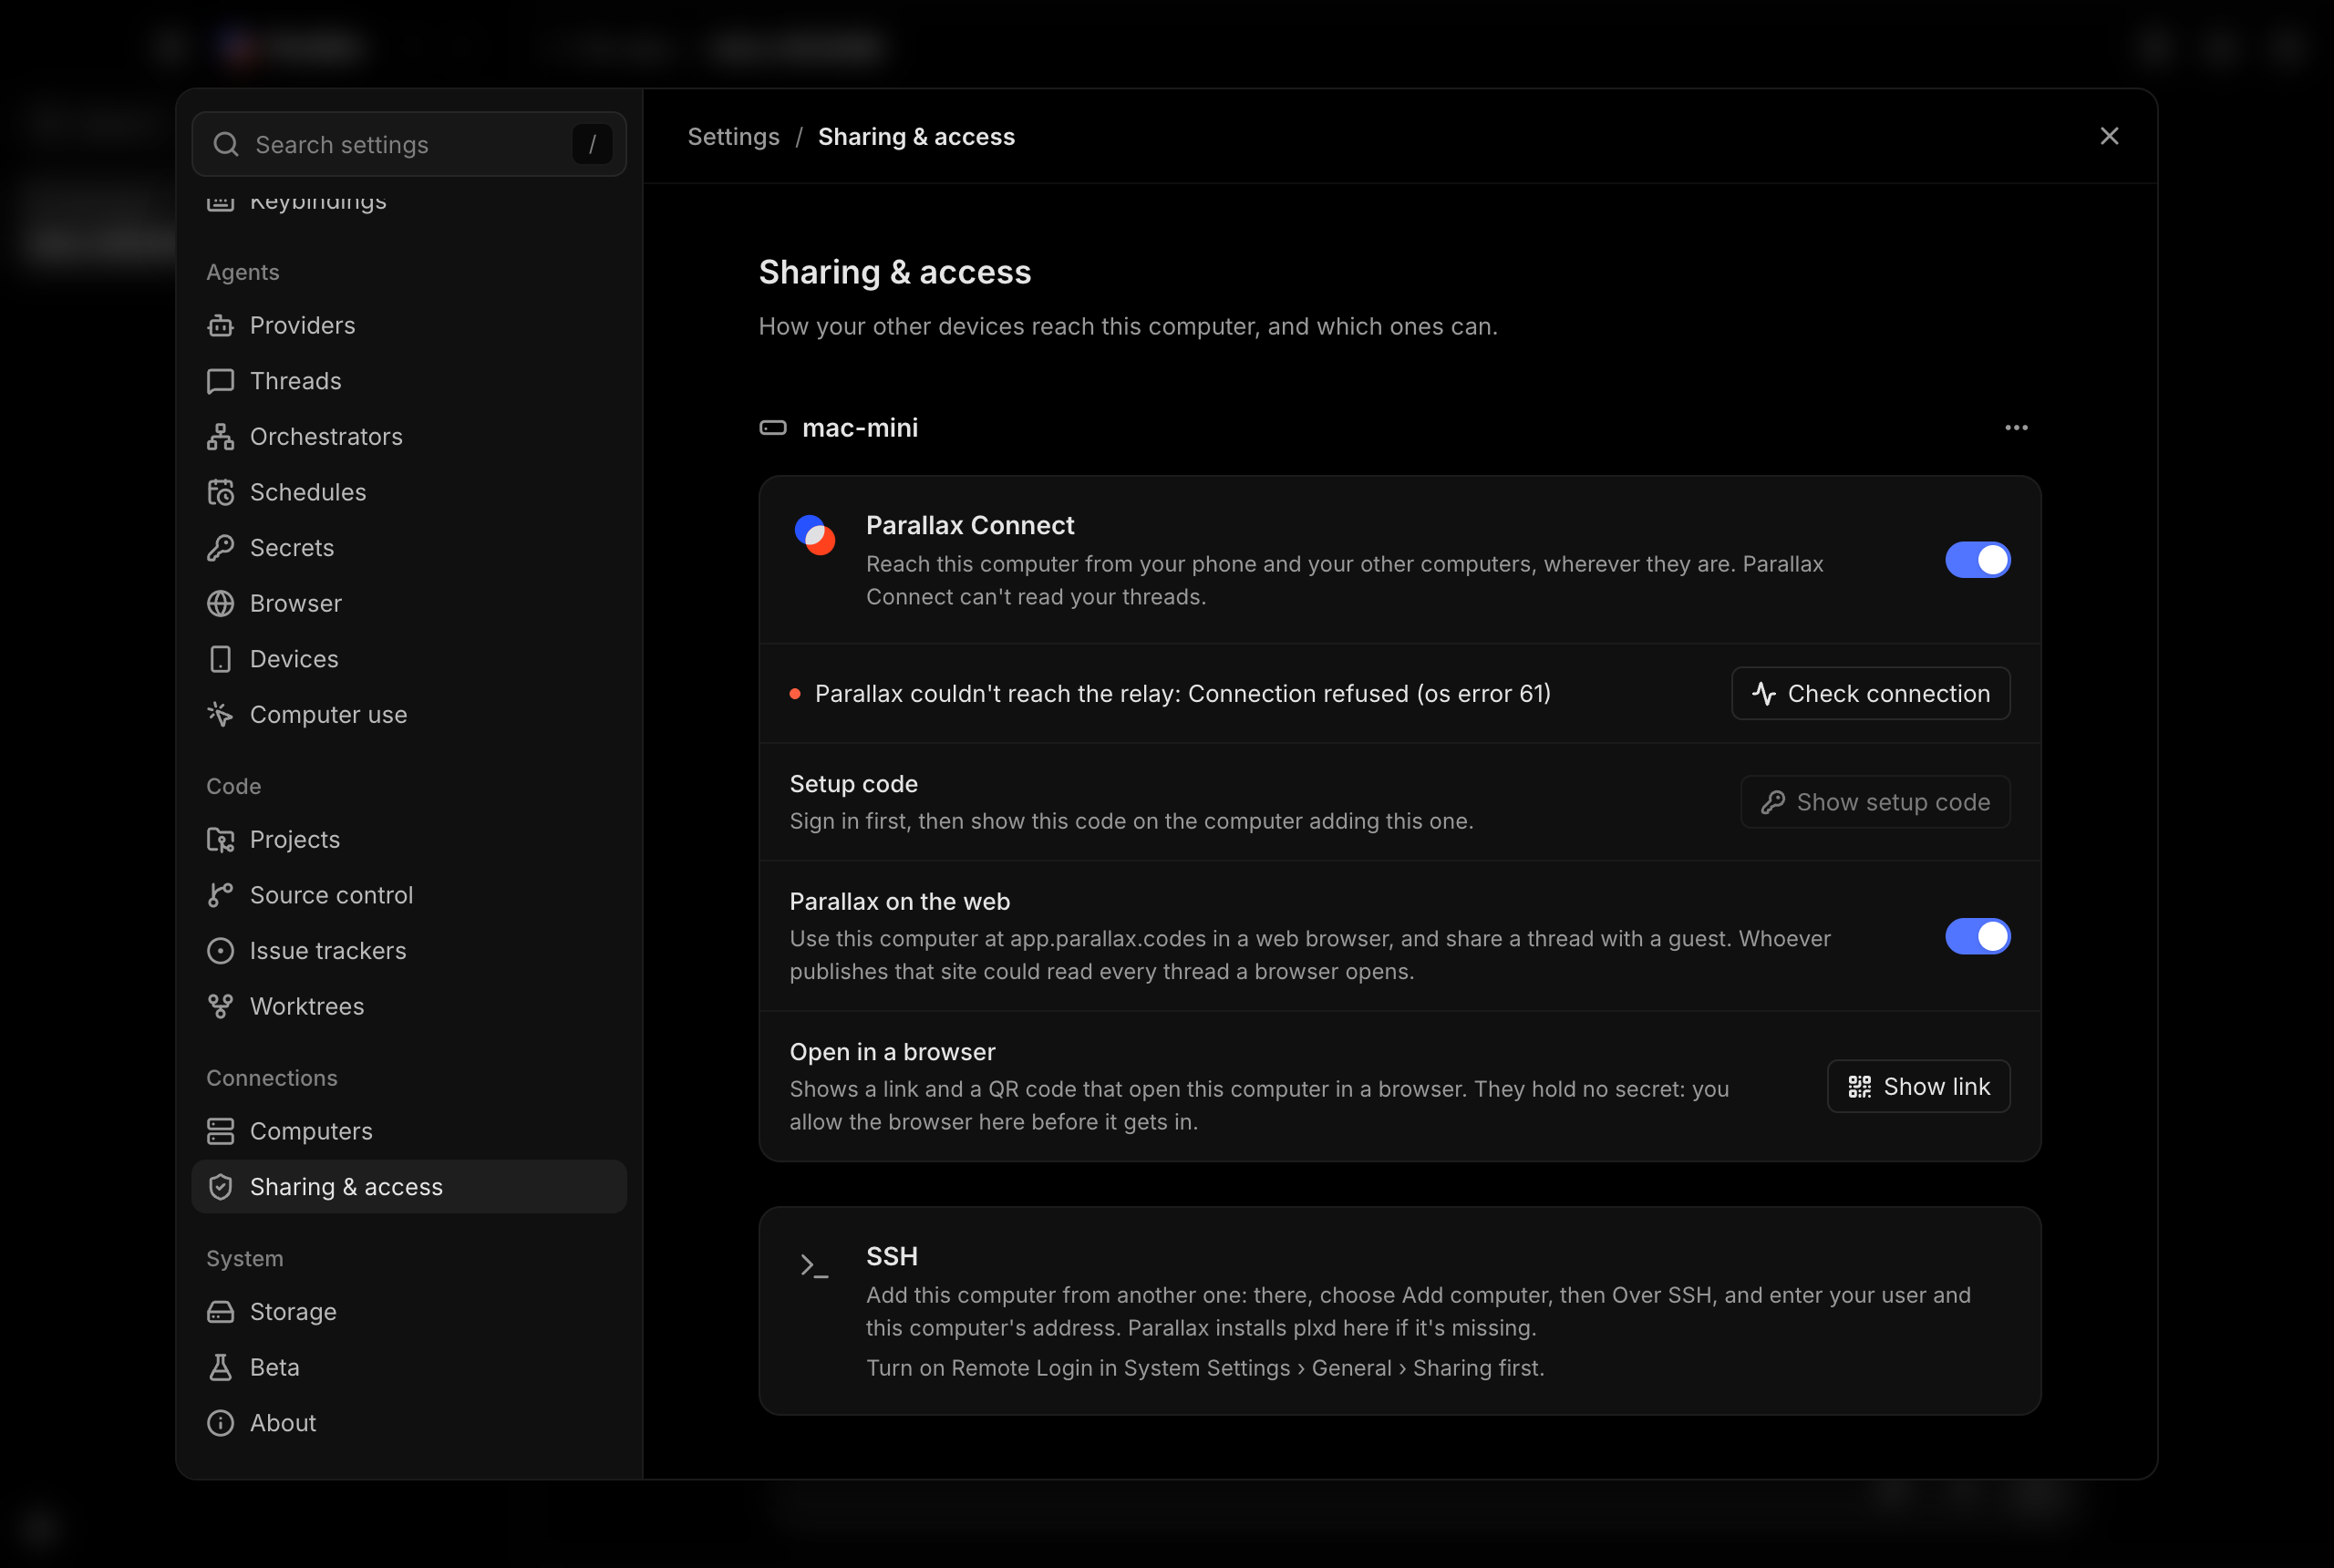 Search settings
/
Keybindings
Agents
Providers
Threads
Orchestrators
Schedules
Secrets
Browser
Devices
Computer use
Code
Projects
Source control
Issue trackers
Worktrees
Connections
Computers
Sharing & access
System
Storage
Beta
About
Settings / Sharing & access
Sharing & access
How your other devices reach this computer, and which ones can.
mac-mini
Parallax Connect
Reach this computer from your phone and your other computers, wherever they are. Parallax
Connect can't read your threads.
Parallax couldn't reach the relay: Connection refused (os error 61)
Check connection
Setup code
Sign in first, then show this code on the computer adding this one.
Show setup code
Parallax on the web
Use this computer at app.parallax.codes in a web browser, and share a thread with a guest. Whoever
publishes that site could read every thread a browser opens.
Open in a browser
Shows a link and a QR code that open this computer in a browser. They hold no secret: you
allow the browser here before it gets in.
Show link
SSH
Add this computer from another one: there, choose Add computer, then Over SSH, and enter your user and
this computer's address. Parallax installs plxd here if it's missing.
Turn on Remote Login in System Settings › General › Sharing first.